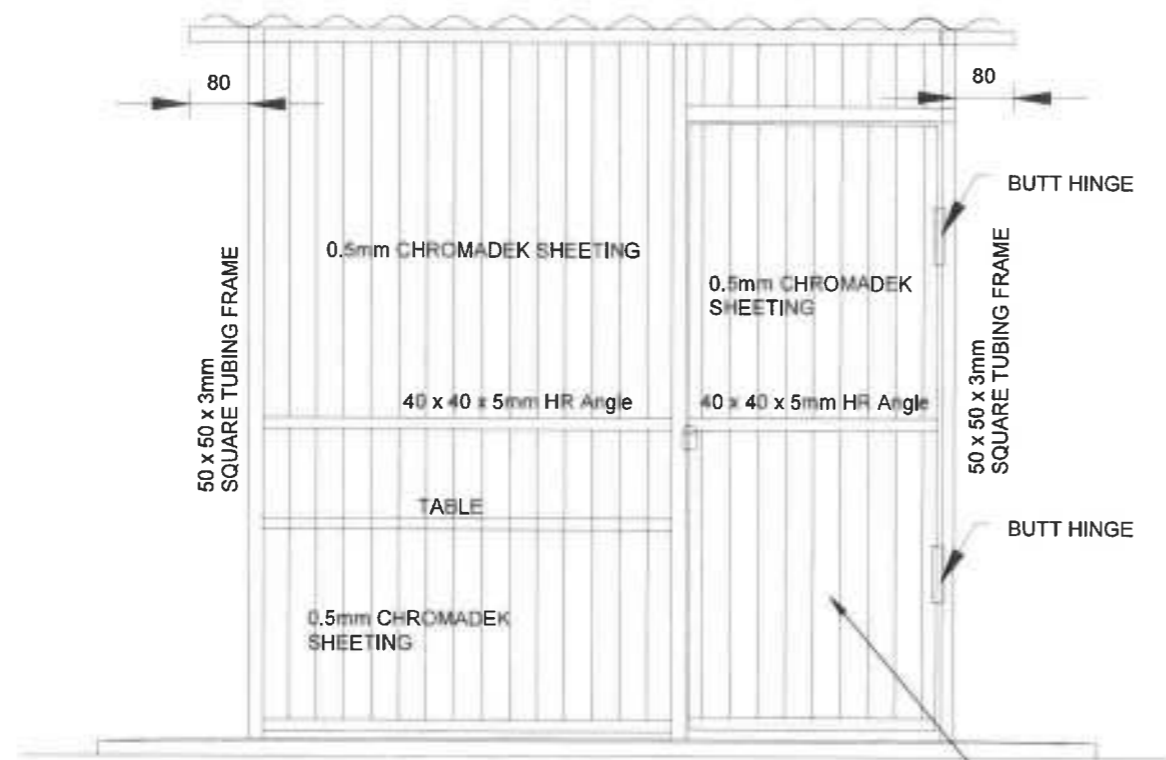 80
80
BUTT HINGE
0.5mm CHROMADEK SHEETING
0.5mm CHROMADEK
SHEETING
50 x 50 x 3mm
SQUARE TUBING FRAME
50 x 50 x 3mm
SQUARE TUBING FRAME
40 x 40 x 5mm HR Angle
40 x 40 x 5mm HR Angle
TABLE
BUTT HINGE
0.5mm CHROMADEK
SHEETING